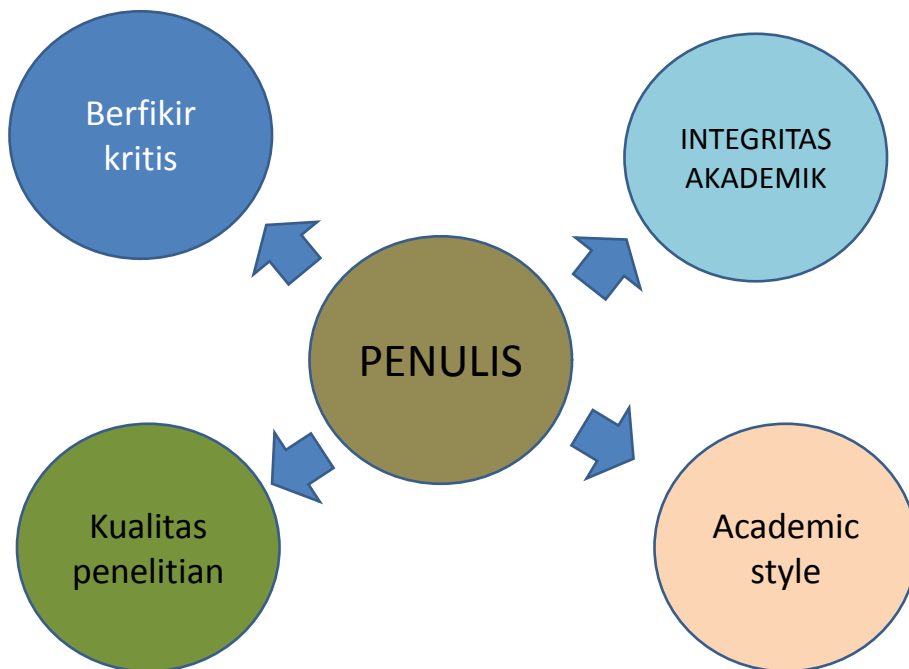 Berfikir
kritis
INTEGRITAS
AKADEMIK
PENULIS
Kualitas
penelitian
Academic
style